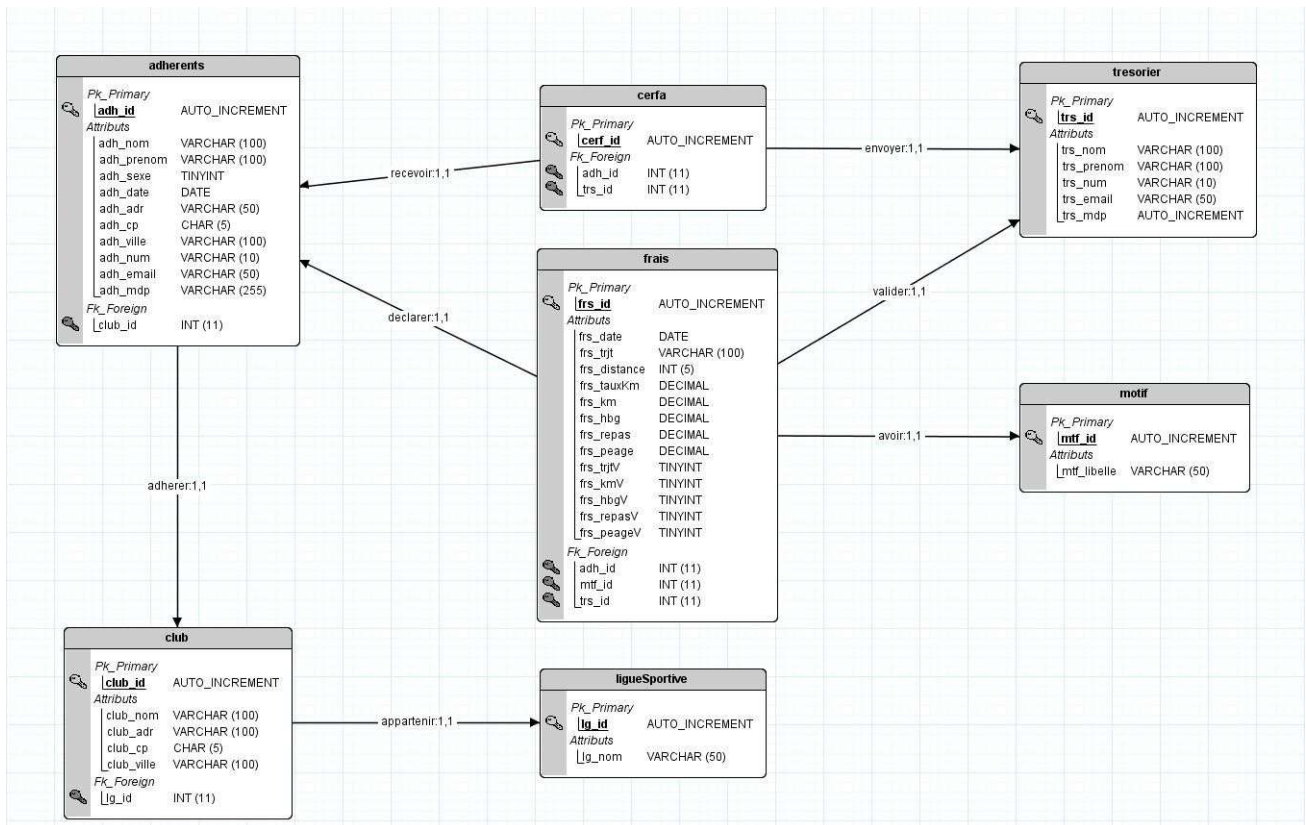 adherents
Pk_Primary
adh_id AUTO_INCREMENT
Attributs
adh_nom VARCHAR (100)
adh_prenom VARCHAR (100)
adh_sexe TINYINT
adh_date DATE
adh_adr VARCHAR (50)
adh_cp CHAR (5)
adh_ville VARCHAR (100)
adh_num VARCHAR (10)
adh_email VARCHAR (50)
adh_mdp VARCHAR (255)
Fk_Foreign
club_id INT (11)
recevoir:1,1
cerfa
Pk_Primary
cerf_id AUTO_INCREMENT
Fk_Foreign
adh_id INT (11)
trs_id INT (11)
envoyer:1,1
tresorier
Pk_Primary
trs_id AUTO_INCREMENT
Attributs
trs_nom VARCHAR (100)
trs_prenom VARCHAR (100)
trs_num VARCHAR (10)
trs_email VARCHAR (50)
trs_mdp AUTO_INCREMENT
declarer:1,1
frais
Pk_Primary
frs_id AUTO_INCREMENT
Attributs
frs_date DATE
frs_trjt VARCHAR (100)
frs_distance INT (5)
frs_tauxKm DECIMAL
frs_km DECIMAL
frs_hbg DECIMAL
frs_repas DECIMAL
frs_peage DECIMAL
frs_trjtV TINYINT
frs_kmV TINYINT
frs_hbgV TINYINT
frs_repasV TINYINT
frs_peageV TINYINT
Fk_Foreign
adh_id INT (11)
mtf_id INT (11)
trs_id INT (11)
valider:1,1
avoir:1,1
motif
Pk_Primary
mtf_id AUTO_INCREMENT
Attributs
mtf_libelle VARCHAR (50)
adherer:1,1
club
Pk_Primary
club_id AUTO_INCREMENT
Attributs
club_nom VARCHAR (100)
club_adr VARCHAR (100)
club_cp CHAR (5)
club_ville VARCHAR (100)
Fk_Foreign
lg_id INT (11)
appartenir:1,1
ligueSportive
Pk_Primary
lg_id AUTO_INCREMENT
Attributs
lg_nom VARCHAR (50)